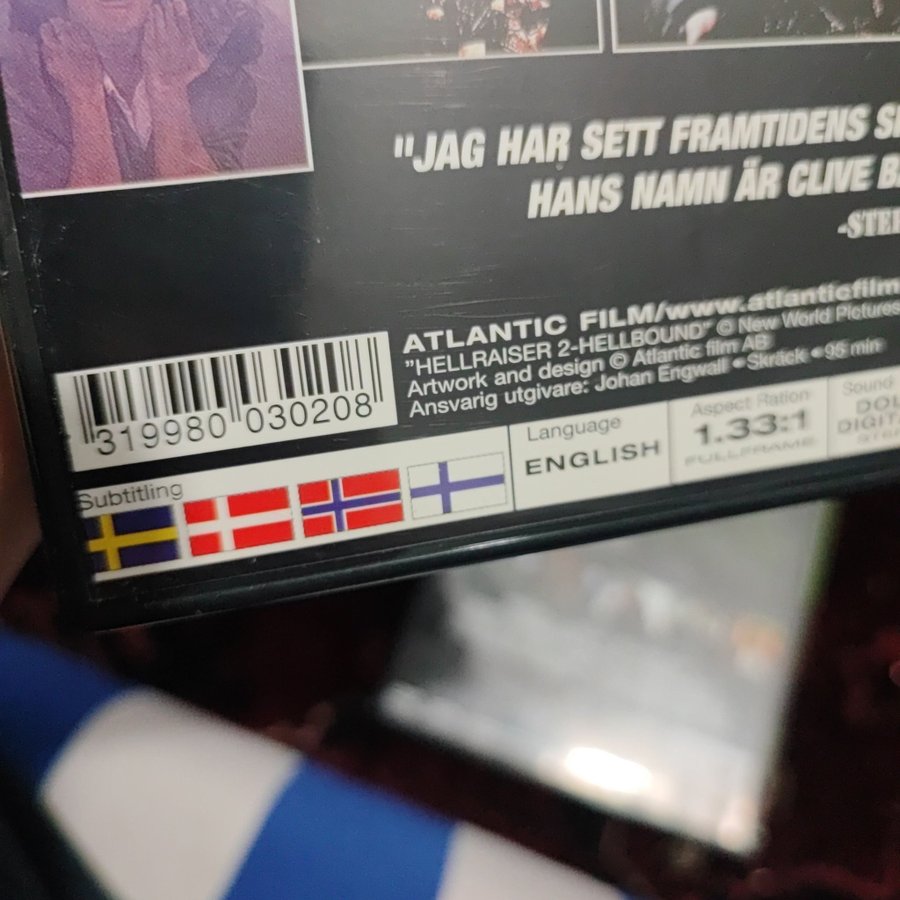 "JAG HAR SETT FRAMTIDENS
HANS NAMN ÄR CLIVE
ATLANTIC FILM/www.atlanticfilm
"HELLRAISER 2-HELLBOUND" © New World Pictures
Artwork and design © Atlantic film AB
Ansvarig utgivare: Johan Engwall • Skräck • 95 min
319980 030208
Subtitling
Language
ENGLISH
Aspect Ration
1.33:1
FULLFRAME
Sound